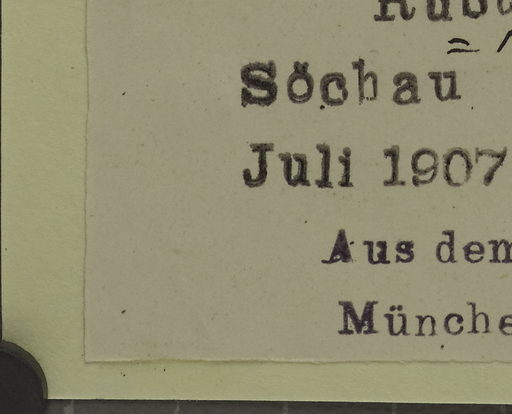 Söchau
Juli 1907
Aus dem
Münche